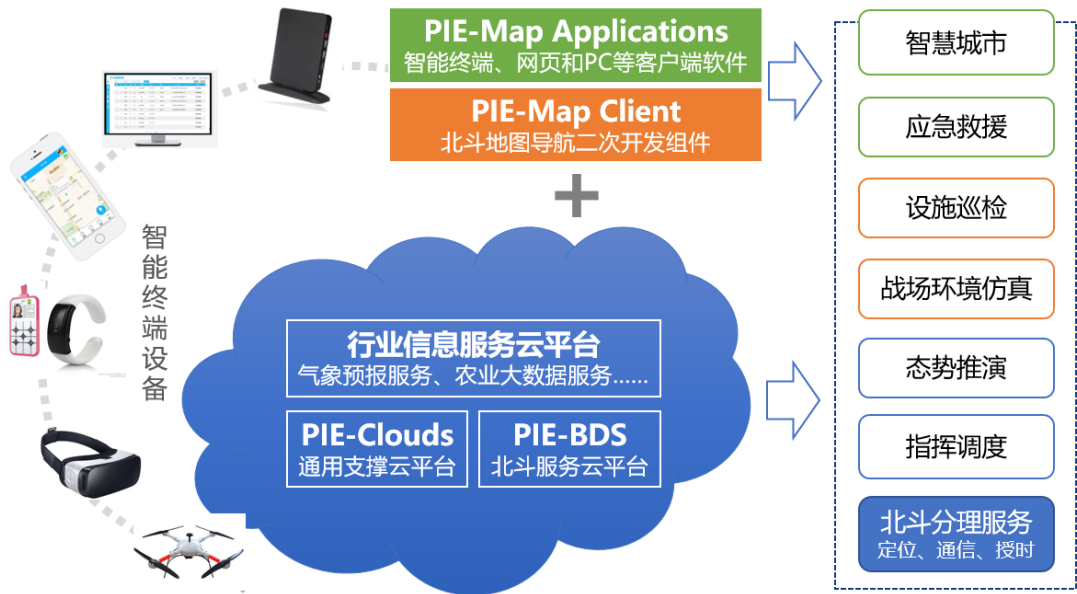 PIE-Map Applications
智能终端、网页和PC等客户端软件
PIE-Map Client
北斗地图导航二次开发组件
智能终端设备
行业信息服务云平台
气象预报服务、农业大数据服务……
PIE-Clouds
通用支撑云平台
PIE-BDS
北斗服务云平台
智慧城市
应急救援
设施巡检
战场环境仿真
态势推演
指挥调度
北斗分理服务
定位、通信、授时